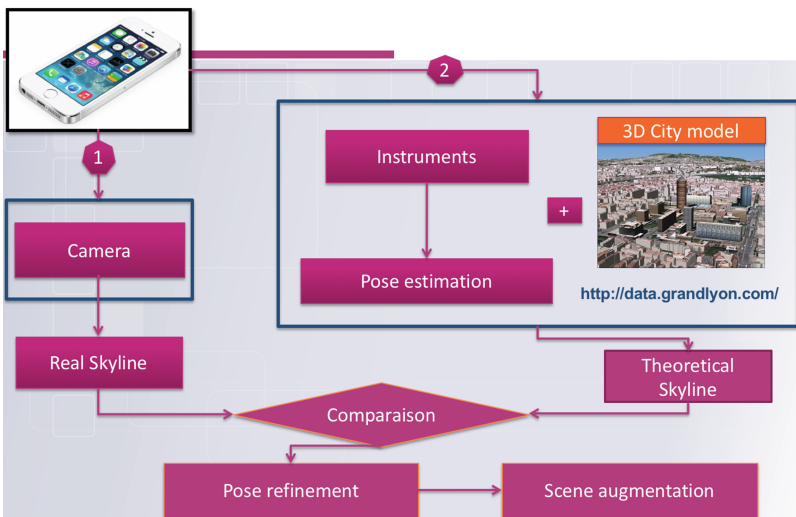 2
1
Instruments
3D City model
+
Camera
Pose estimation
http://data.grandlyon.com/
Real Skyline
Theoretical
Skyline
Comparaison
Pose refinement
Scene augmentation